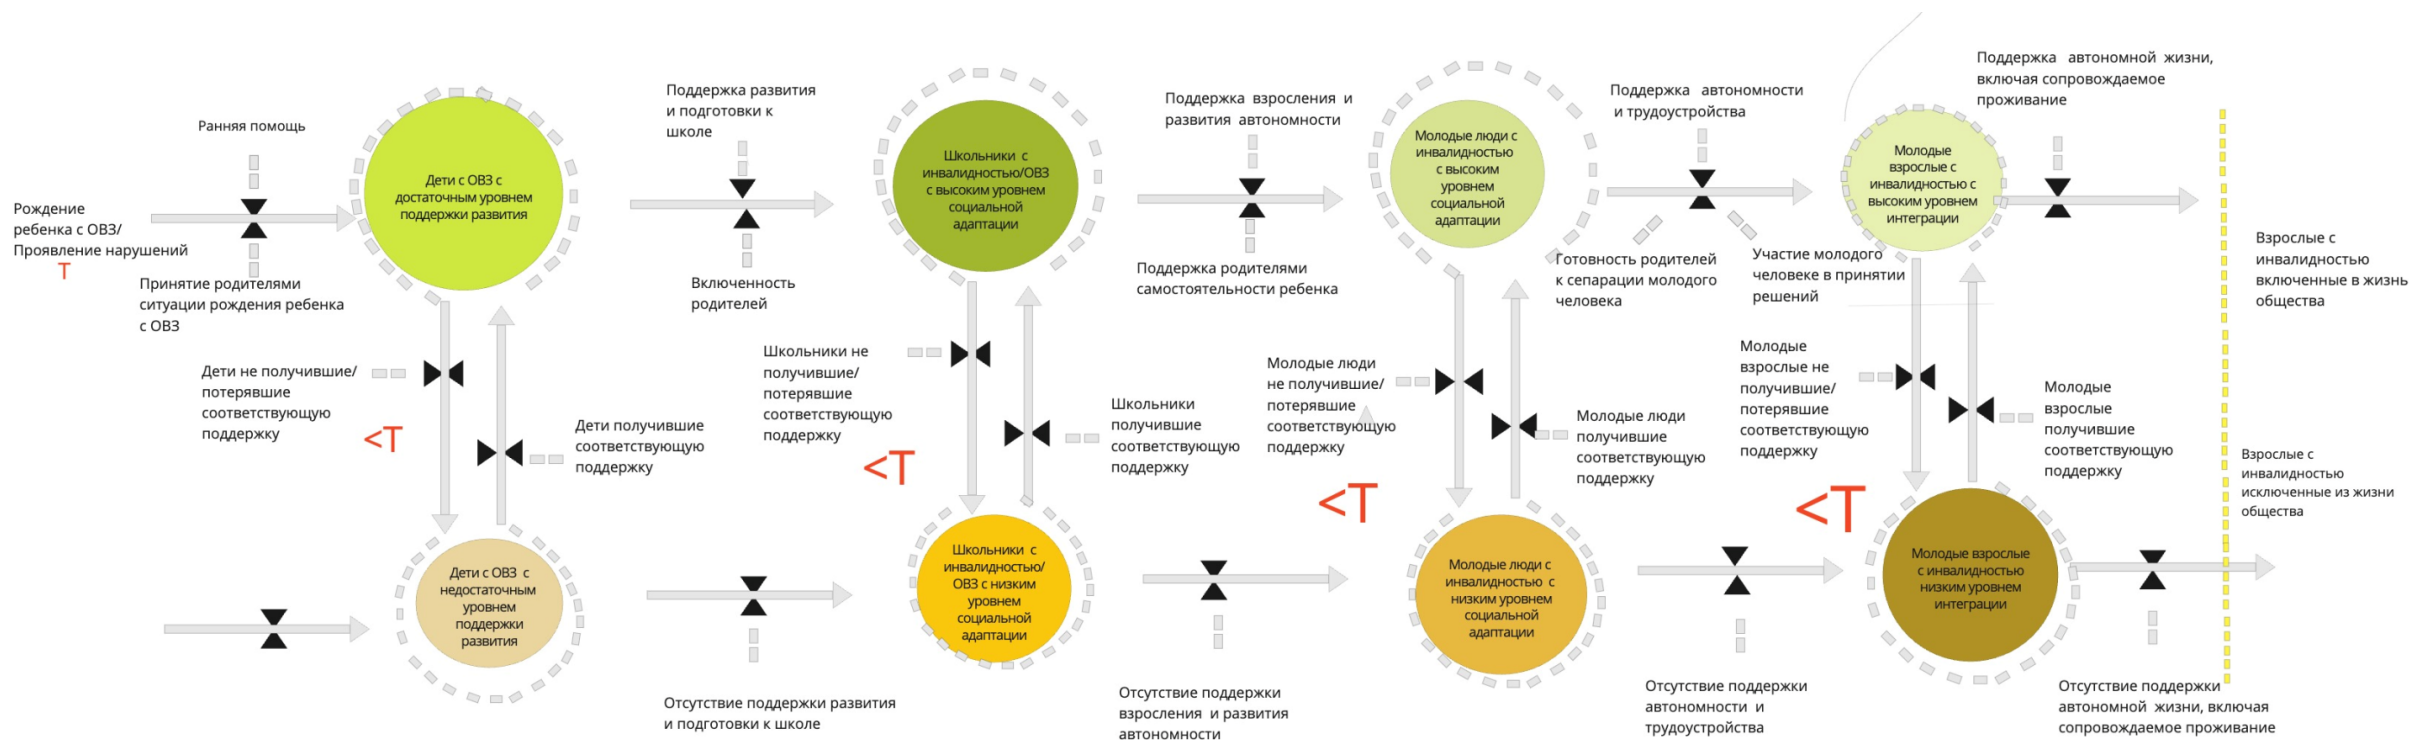 Рождение
ребенка с ОВЗ/
Проявление нарушений
Т
Ранняя помощь
Принятие родителями
ситуации рождения ребенка
с ОВЗ
Дети с ОВЗ с
достаточным уровнем
поддержки развития
Поддержка развития
и подготовки к
школе
Включенность
родителей
Школьники с
инвалидностью/ОВЗ
с высоким уровнем
социальной
адаптации
Поддержка взросления и
развития автономности
Поддержка родителями
самостоятельности ребенка
Молодые люди с
инвалидностью
с высоким
уровнем
социальной
адаптации
Поддержка автономности
и трудоустройства
Готовность родителей
к сепарации молодого
человека
Участие молодого
человеке в принятии
решений
Молодые
взрослые с
инвалидностью с
высоким уровнем
интеграции
Поддержка автономной жизни,
включая сопровождаемое
проживание
Взрослые с
инвалидностью
включенные в жизнь
общества
Дети не получившие/
потерявшие
соответствующую
поддержку
<Т
Дети получившие
соответствующую
поддержку
Школьники не
получившие/
потерявшие
соответствующую
поддержку
<Т
Школьники
получившие
соответствующую
поддержку
Молодые люди
не получившие/
потерявшие
соответствующую
поддержку
<Т
Молодые люди
получившие
соответствующую
поддержку
Молодые
взрослые не
получившие/
потерявшие
соответствующую
поддержку
<Т
Молодые
взрослые
получившие
соответствующую
поддержку
Взрослые с
инвалидностью
исключенные из жизни
общества
Дети с ОВЗ с
недостаточным
уровнем
поддержки
развития
Отсутствие поддержки развития
и подготовки к школе
Школьники с
инвалидностью/
ОВЗ с низким
уровнем
социальной
адаптации
Отсутствие поддержки
взросления и развития
автономности
Молодые люди с
инвалидностью с
низким уровнем
социальной
адаптации
Отсутствие поддержки
автономности и
трудоустройства
Молодые взрослые
с инвалидностью
низким уровнем
интеграции
Отсутствие поддержки
автономной жизни, включая
сопровождаемое проживание